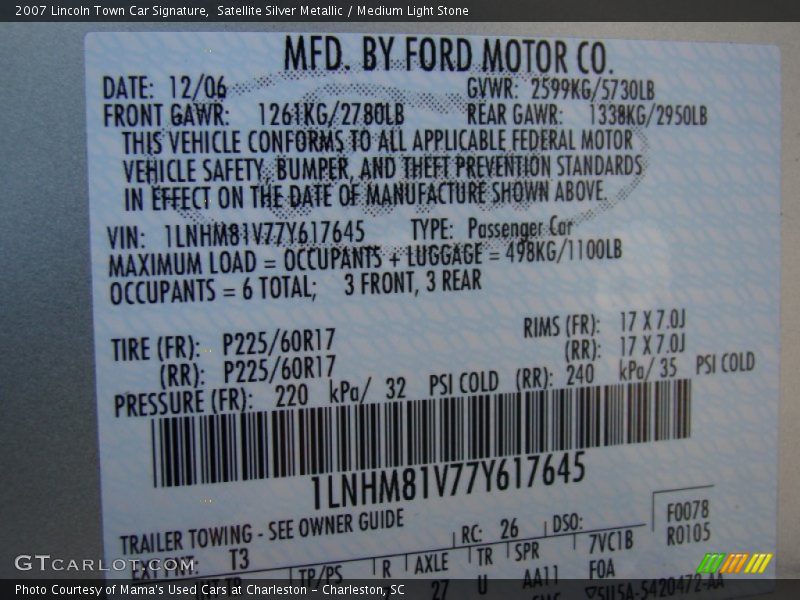 2007 Lincoln Town Car Signature, Satellite Silver Metallic / Medium Light Stone
MFD. BY FORD MOTOR CO.
DATE: 12/06 GVWR: 2599KG/5730LB
FRONT GAWR: 1261KG/2780LB REAR GAWR: 1338KG/2950LB
THIS VEHICLE CONFORMS TO ALL APPLICABLE FEDERAL MOTOR
VEHICLE SAFETY, BUMPER, AND THEFT PREVENTION STANDARDS
IN EFFECT ON THE DATE OF MANUFACTURE SHOWN ABOVE.
VIN: 1LNHM81V77Y617645 TYPE: Passenger Car
MAXIMUM LOAD = OCCUPANTS + LUGGAGE = 498KG/1100LB
OCCUPANTS = 6 TOTAL; 3 FRONT, 3 REAR
TIRE (FR): P225/60R17 RIMS (FR): 17 X 7.0J
(RR): P225/60R17 (RR): 17 X 7.0J
PRESSURE (FR): 220 kPa/ 32 PSI COLD (RR): 240 kPa/ 35 PSI COLD
1LNHM81V77Y617645
TRAILER TOWING - SEE OWNER GUIDE RC: 26 DSO: F0078
EXT PNT: T3 7VC1B R0105
TP/PS R AXLE TR SPR F0A
27 U AA11
GTCARLOT.COM
Photo Courtesy of Mama's Used Cars at Charleston – Charleston, SC